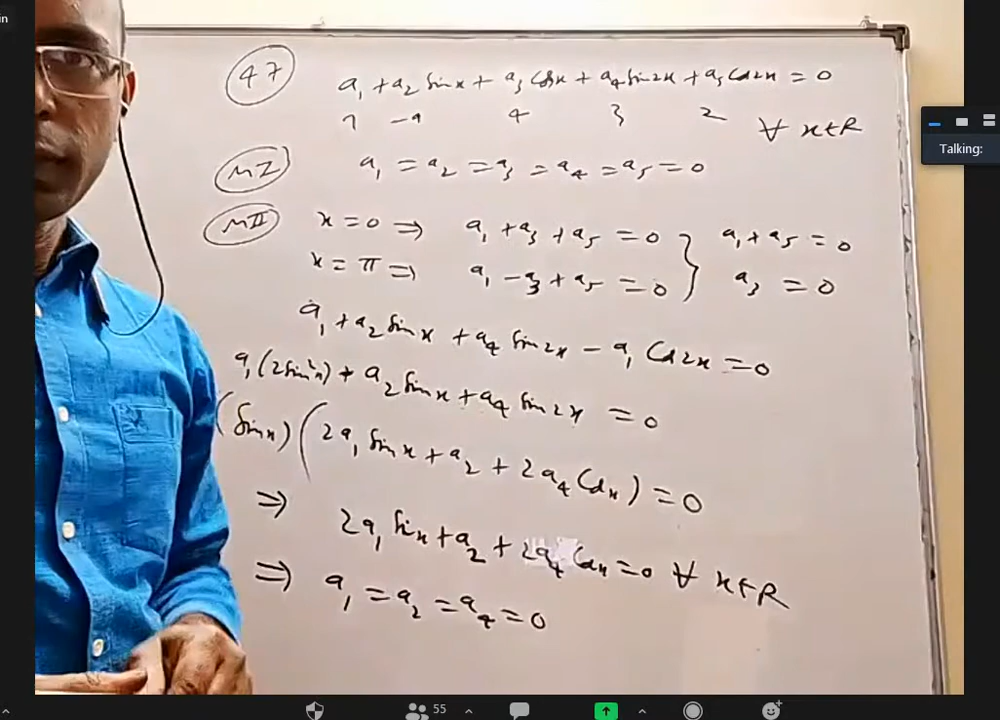 in
47
a₁ + a₂ sin x + a₃ cos x + a₄ sin 2x + a₅ cos 2x = 0
4 3 2 ∀ x ∈ R
MI a₁ = a₂ = a₃ = a₄ = a₅ = 0
MII x = 0 ⇒ a₁ + a₃ + a₅ = 0 } a₁ + a₅ = 0
x = π ⇒ a₁ - a₃ + a₅ = 0 a₃ = 0
a₁ + a₂ sin x + a₄ sin 2x - a₁ cos 2x = 0
a₁ (2 sin² x) + a₂ sin x + a₄ sin 2x = 0
(sin x) (2a₁ sin x + a₂ + 2a₄ cos x) = 0
⇒ 2a₁ sin x + a₂ + 2a₄ cos x = 0 ∀ x ∈ R
⇒ a₁ = a₂ = a₄ = 0
Talking:
55